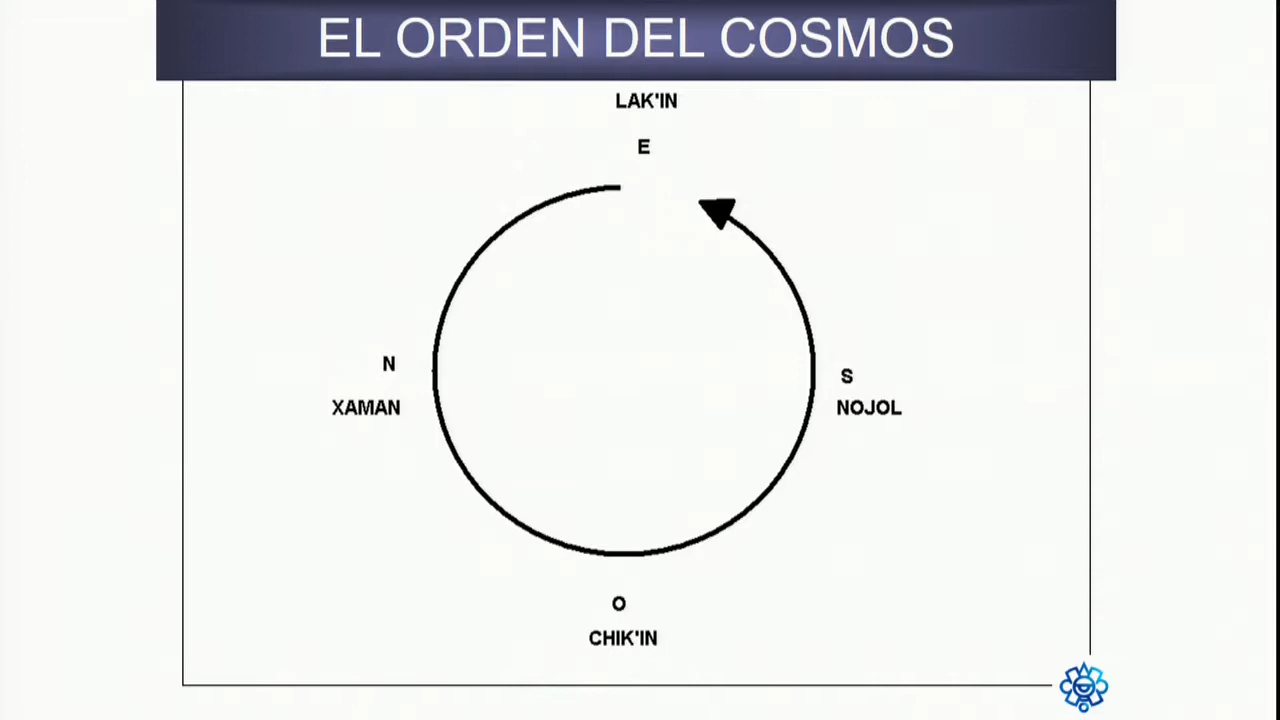 EL ORDEN DEL COSMOS
LAK'IN
E
N
XAMAN
S
NOJOL
O
CHIK'IN